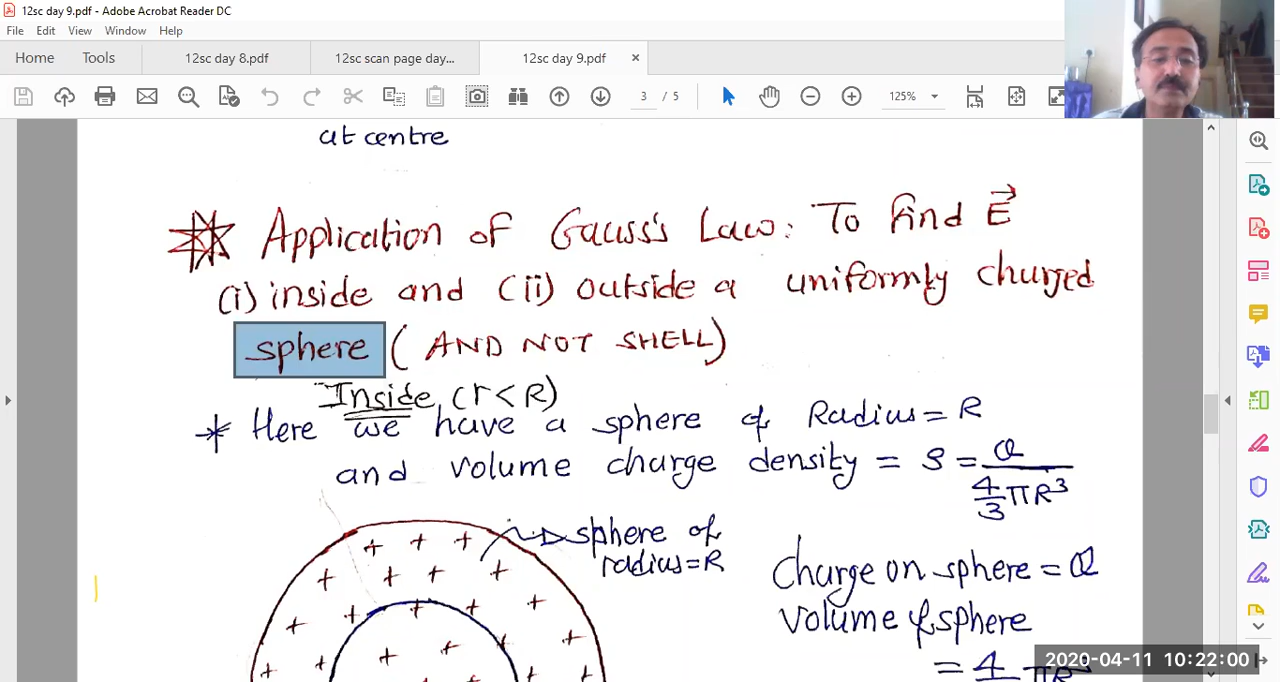 12sc day 9.pdf - Adobe Acrobat Reader DC
File Edit View Window Help
Home Tools 12sc day 8.pdf 12sc scan page day... 12sc day 9.pdf ×
3 / 5 125%
at centre
Application of Gauss's Law: To find E⃗
(i) inside and (ii) outside a uniformly charged
sphere (AND NOT SHELL)
Inside (r < R)
* Here we have a sphere of Radius = R
and volume charge density = ρ = Q / 4/3 πR³
sphere of
radius = R
Charge on sphere = Q
Volume of sphere
= 4
2020-04-11 10:22:00